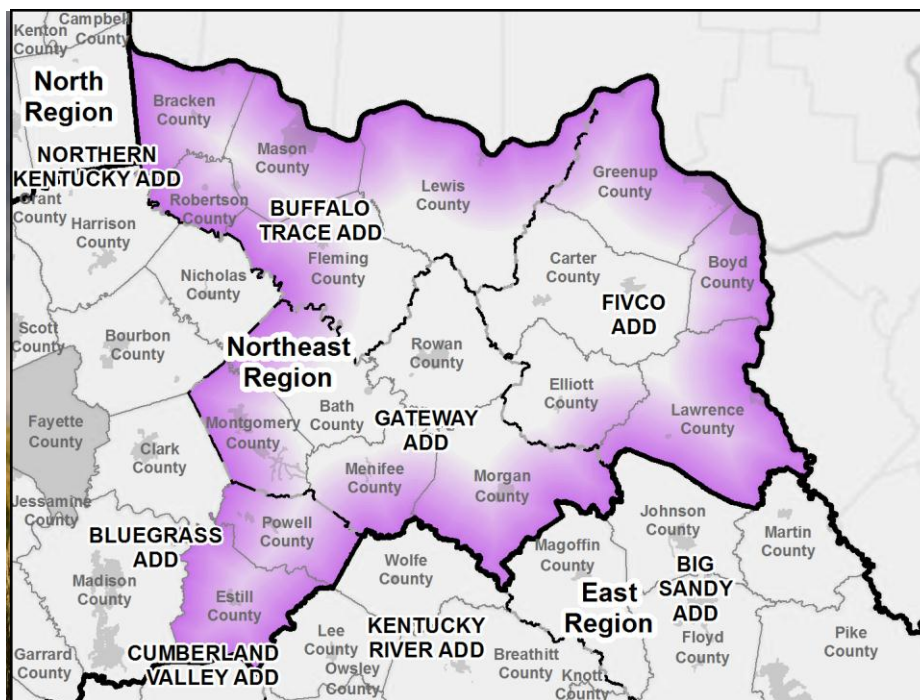 Campbell
Kenton County
County
North
Region
Bracken
County
Mason
County
Greenup
County
NORTHERN
KENTUCKY ADD
Lewis
County
Robertson
County
Grant
County
BUFFALO
TRACE ADD
Harrison
County
Fleming
County
Carter
County
Boyd
County
Nicholas
County
FIVCO
ADD
Scott
County
Bourbon
County
Northeast
Region
Rowan
County
Elliott
County
Bath
County
Lawrence
County
Fayette
County
Montgomery
County
GATEWAY
ADD
Clark
County
Menifee
County
Morgan
County
Jessamine
County
Johnson
County
Martin
County
Powell
County
BLUEGRASS
ADD
Magoffin
County
Wolfe
County
BIG
SANDY
ADD
Madison
County
East
Region
Estill
County
Lee
County
KENTUCKY
RIVER ADD
Floyd
County
Pike
County
Garrard
County
CUMBERLAND
VALLEY ADD
Owsley
County
Breathitt
County
Knott
County